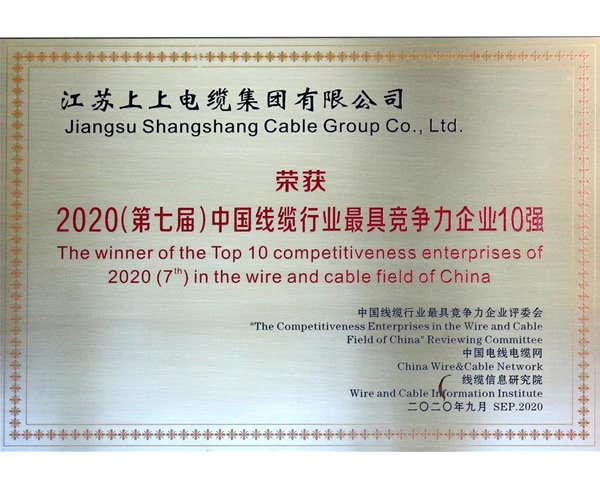 江苏上上电缆集团有限公司
Jiangsu Shangshang Cable Group Co., Ltd.
荣获
2020(第七届)中国线缆行业最具竞争力企业10强
The winner of the Top 10 competitiveness enterprises of
2020 (7th) in the wire and cable field of China
中国线缆行业最具竞争力企业评委会
"The Competitiveness Enterprises in the Wire and Cable
Field of China" Reviewing Committee
中国电线电缆网
China Wire&Cable Network
线缆信息研究院
Wire and Cable Information Institute
二〇二〇年九月 SEP.2020